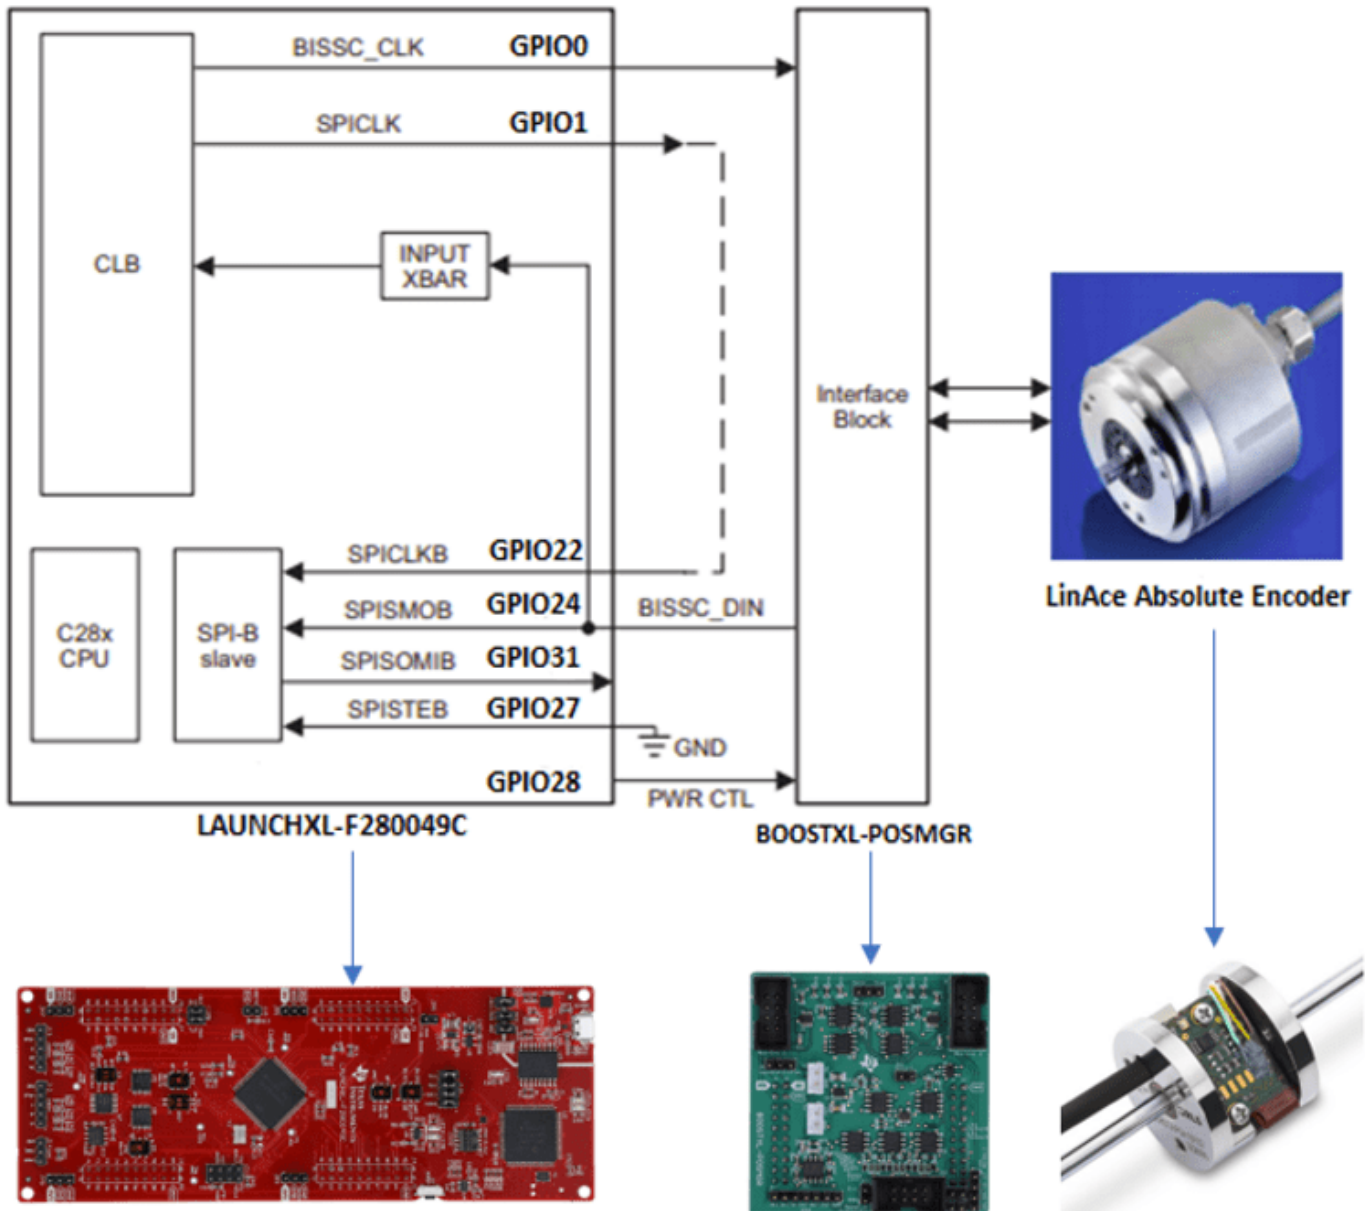 BISSC_CLK GPIO0
SPICLK GPIO1
CLB
INPUT
XBAR
Interface
Block
SPICLKB GPIO22
SPISMOB GPIO24 BISSC_DIN
C28x
CPU
SPI-B
slave
SPISOMIB GPIO31
SPISTEB GPIO27
GND
GPIO28
PWR CTL
LinAce Absolute Encoder
LAUNCHXL-F280049C
BOOSTXL-POSMGR